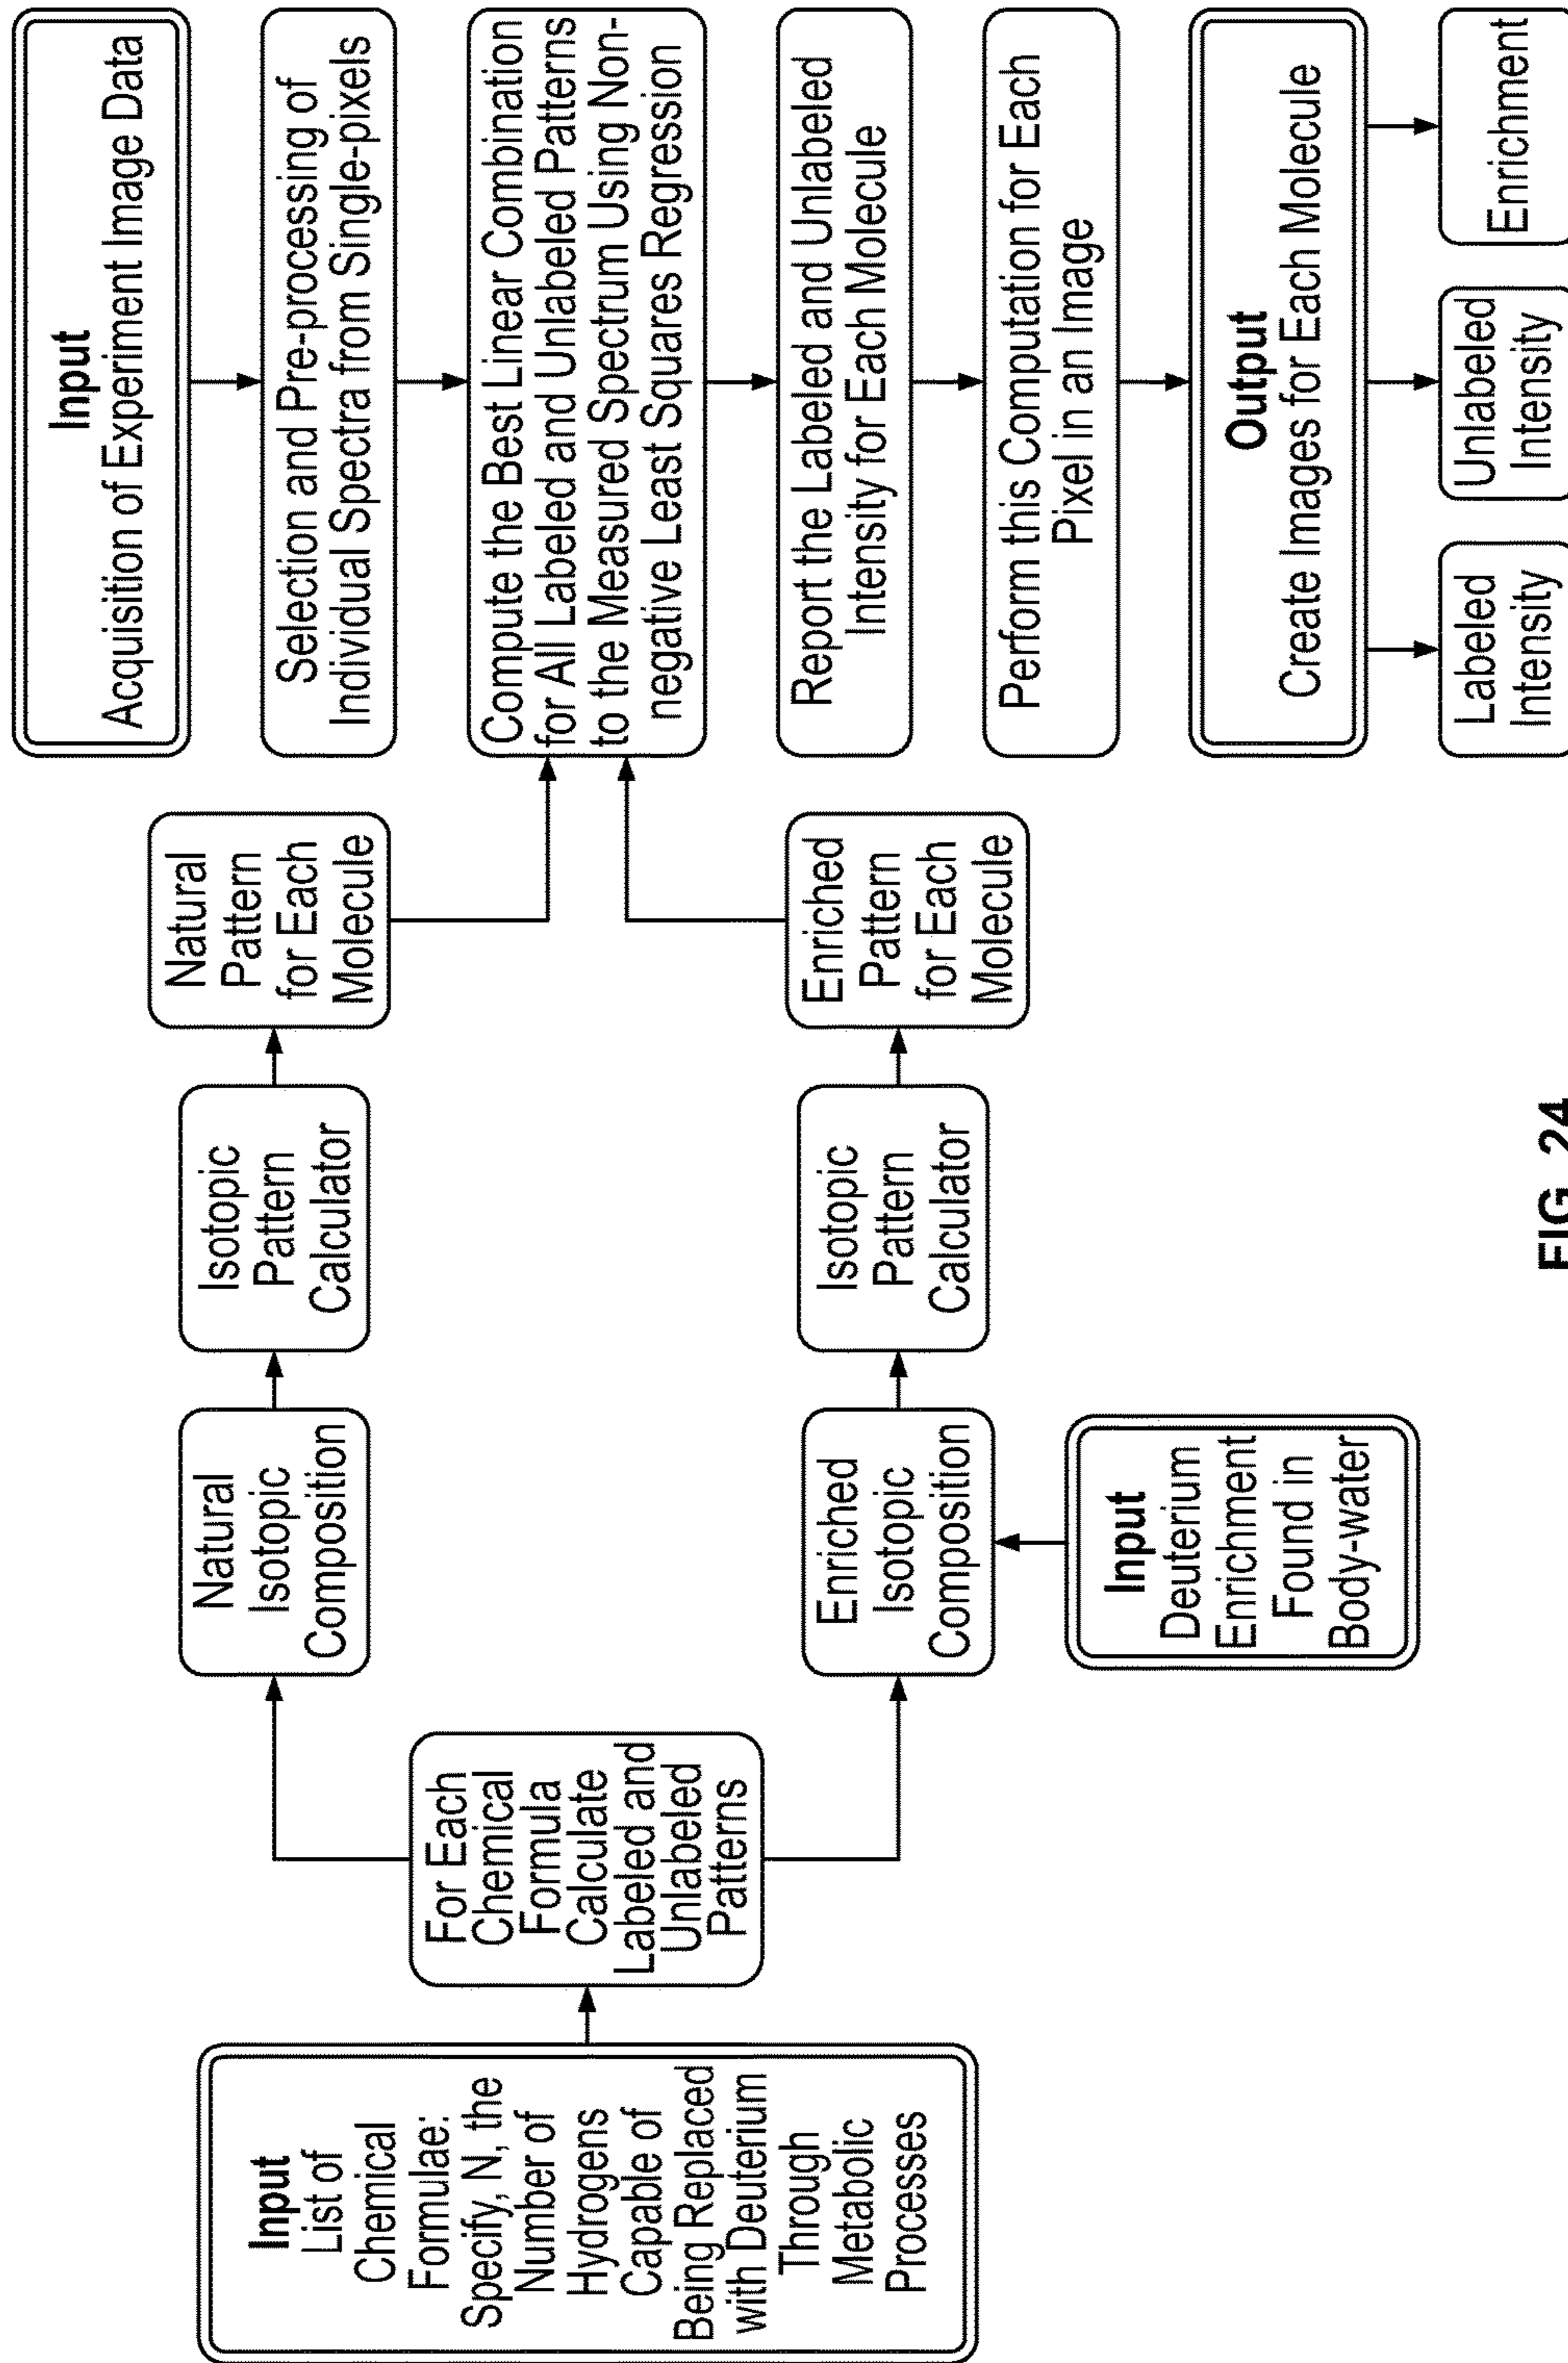 Input
List of
Chemical
Formulae:
Specify, N, the
Number of
Hydrogens
Capable of
Being Replaced
with Deuterium
Through
Metabolic
Processes
For Each
Chemical
Formula
Calculate
Labeled and
Unlabeled
Patterns
Natural
Isotopic
Composition
Isotopic
Pattern
Calculator
Natural
Pattern
for Each
Molecule
Enriched
Isotopic
Composition
Input
Deuterium
Enrichment
Found in
Body-water
Isotopic
Pattern
Calculator
Enriched
Pattern
for Each
Molecule
Input
Acquisition of Experiment Image Data
Selection and Pre-processing of
Individual Spectra from Single-pixels
Compute the Best Linear Combination
for All Labeled and Unlabeled Patterns
to the Measured Spectrum Using Non-
negative Least Squares Regression
Report the Labeled and Unlabeled
Intensity for Each Molecule
Perform this Computation for Each
Pixel in an Image
Output
Create Images for Each Molecule
Labeled
Intensity
Unlabeled
Intensity
Enrichment
FIG. 24